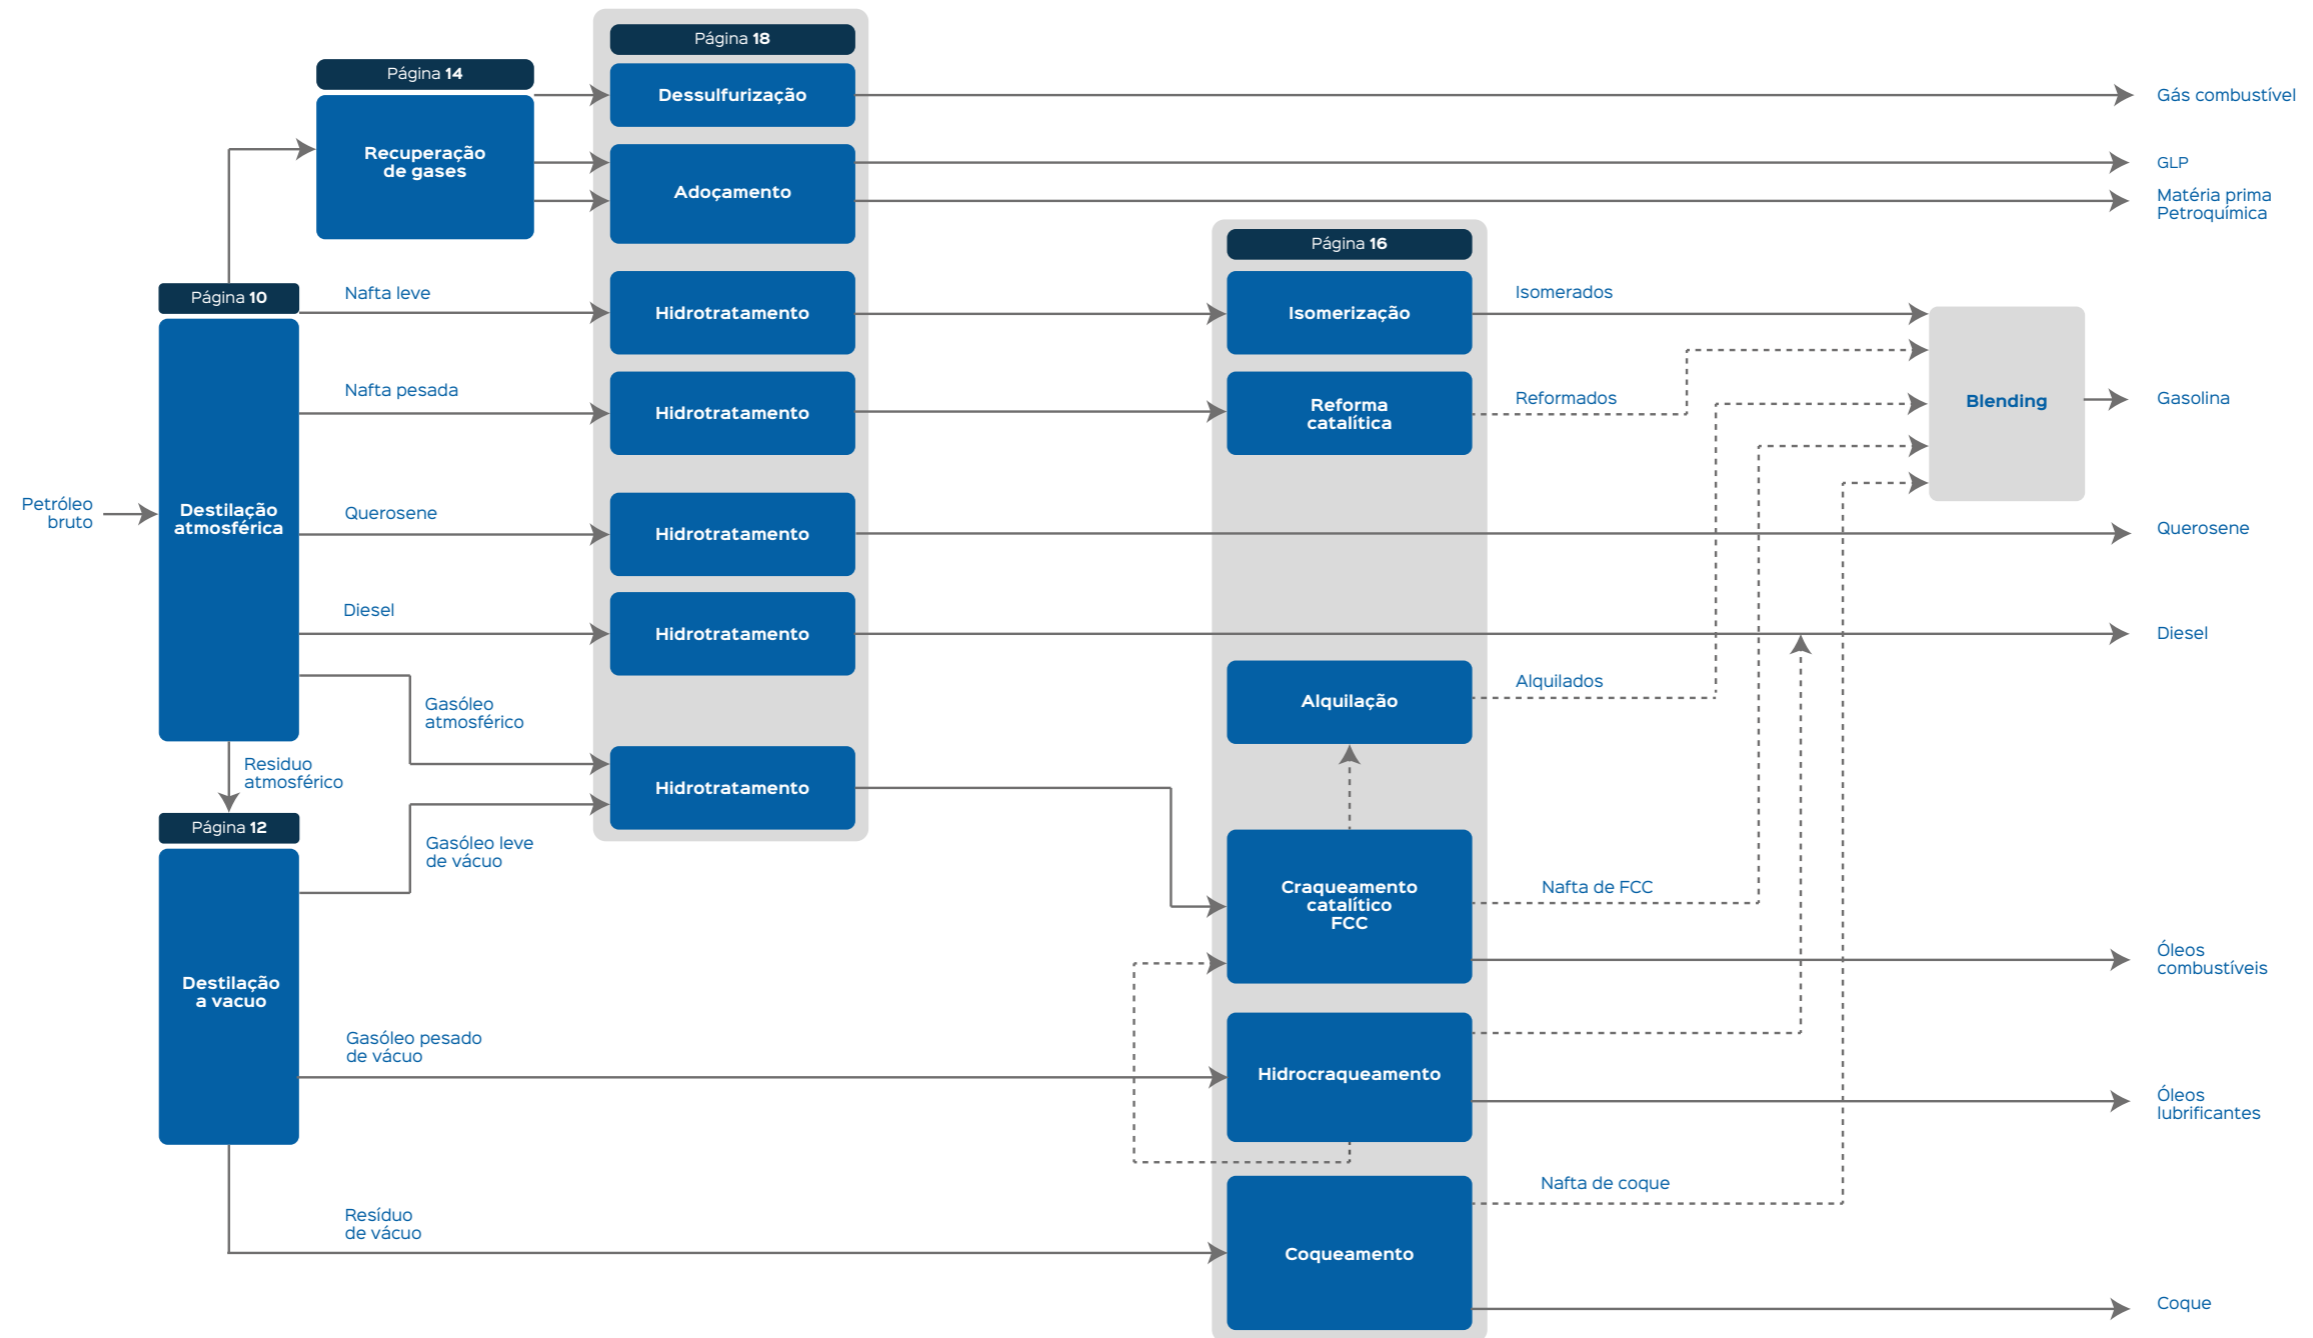 Página 18
Página 14
Dessulfurização
Gás combustível
Recuperação
de gases
Adoçamento
GLP
Matéria prima
Petroquímica
Página 16
Página 10
Nafta leve
Hidrotratamento
Isomerização
Isomerados
Nafta pesada
Hidrotratamento
Reforma
catalítica
Reformados
Blending
Gasolina
Petróleo
bruto
Destilação
atmosférica
Querosene
Hidrotratamento
Querosene
Diesel
Hidrotratamento
Diesel
Gasóleo
atmosférico
Alquilação
Alquilados
Residuo
atmosférico
Hidrotratamento
Página 12
Gasóleo leve
de vácuo
Craqueamento
catalítico
FCC
Nafta de FCC
Óleos
combustíveis
Destilação
a vacuo
Gasóleo pesado
de vácuo
Hidrocraqueamento
Óleos
lubrificantes
Nafta de coque
Resíduo
de vácuo
Coqueamento
Coque